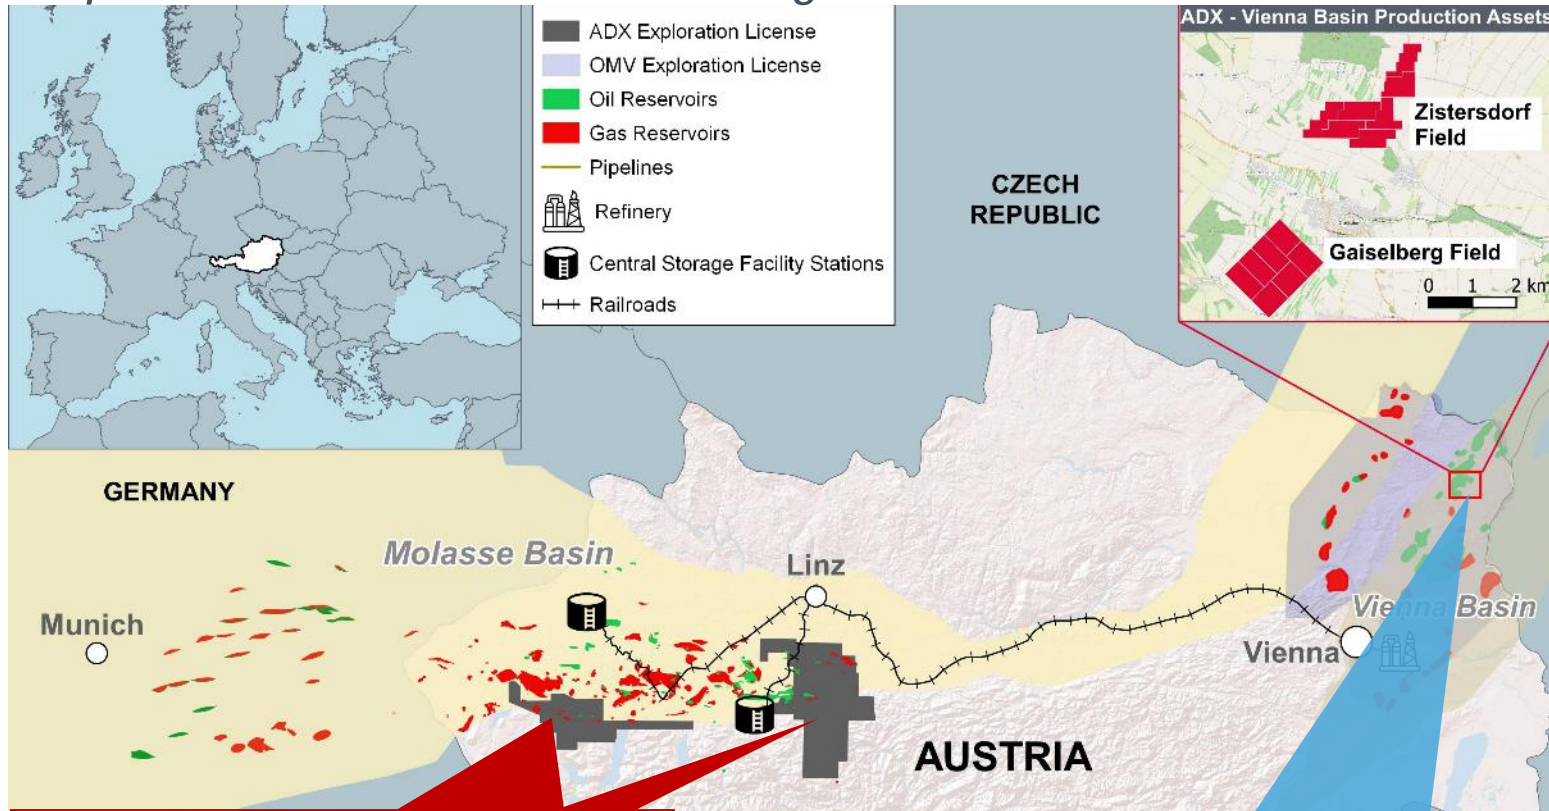 ADX Exploration License
OMV Exploration License
Oil Reservoirs
Gas Reservoirs
Pipelines
Refinery
Central Storage Facility Stations
Railroads
ADX - Vienna Basin Production Assets
Zistersdorf
Field
Gaiselberg Field
0 1 2 km
CZECH
REPUBLIC
GERMANY
Molasse Basin
Linz
Munich
Vienna Basin
Vienna
AUSTRIA